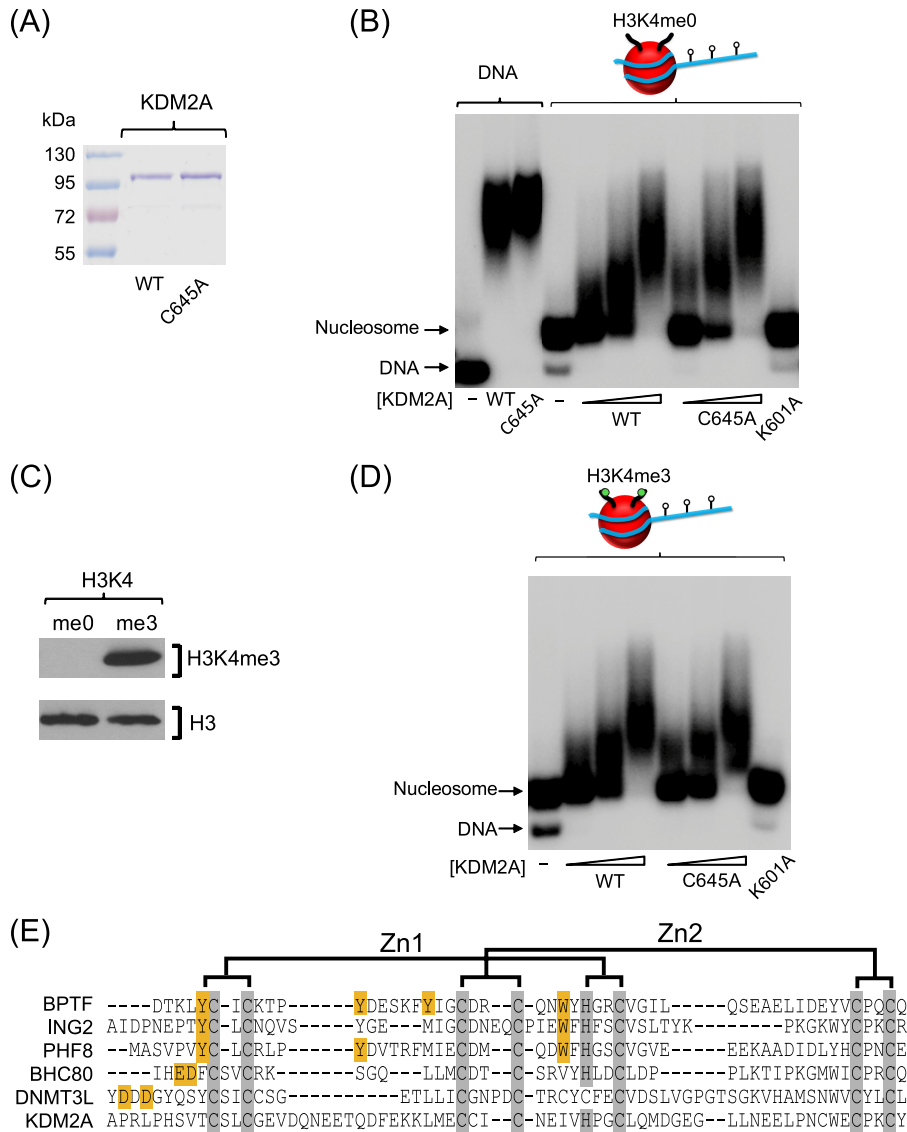 (A)
KDM2A
kDa
130
95
72
55
WT
C645A
(B)
H3K4me0
DNA
Nucleosome
DNA
[KDM2A]
– WT C645A – WT C645A K601A
(C)
H3K4
me0 me3
H3K4me3
H3
(D)
H3K4me3
Nucleosome
DNA
[KDM2A]
– WT C645A K601A
(E)
Zn1 Zn2
BPTF ----DTKLYC-ICKTP------YDESKFYIGCDR---C-QNWYHGRCVGIL----QSEAELIDEYVCPQCQ
ING2 AIDPNEPTYC-LCNQVS-----YGE--MIGCDNEQCPIEWFHFSCVSLTYK------PKGKWYCPKCR
PHF8 --MASVPVYC-LCRLP------YDVTRFMIECDM---C-QDWFHGSCVGVE----EEKAADIDLYHCPNCE
BHC80 -----IHEDFCSVCRK------SGQ--LLMCDT---C-SRVYHLDCLDP-----PLKTIPKGMWICPRCQ
DNMT3L YDDDGYQSYCSICCSG---------ETLLICGNPDC-TRCYCFECVDSLVGPGTSGKVHAMSNWVCYLCL
KDM2A APRLPHSVTCSLCGEVDQNEETQDFEKKLMECCI---C-NEIVHPGCLQMDGEG--LLNEELPNCWECPKCY